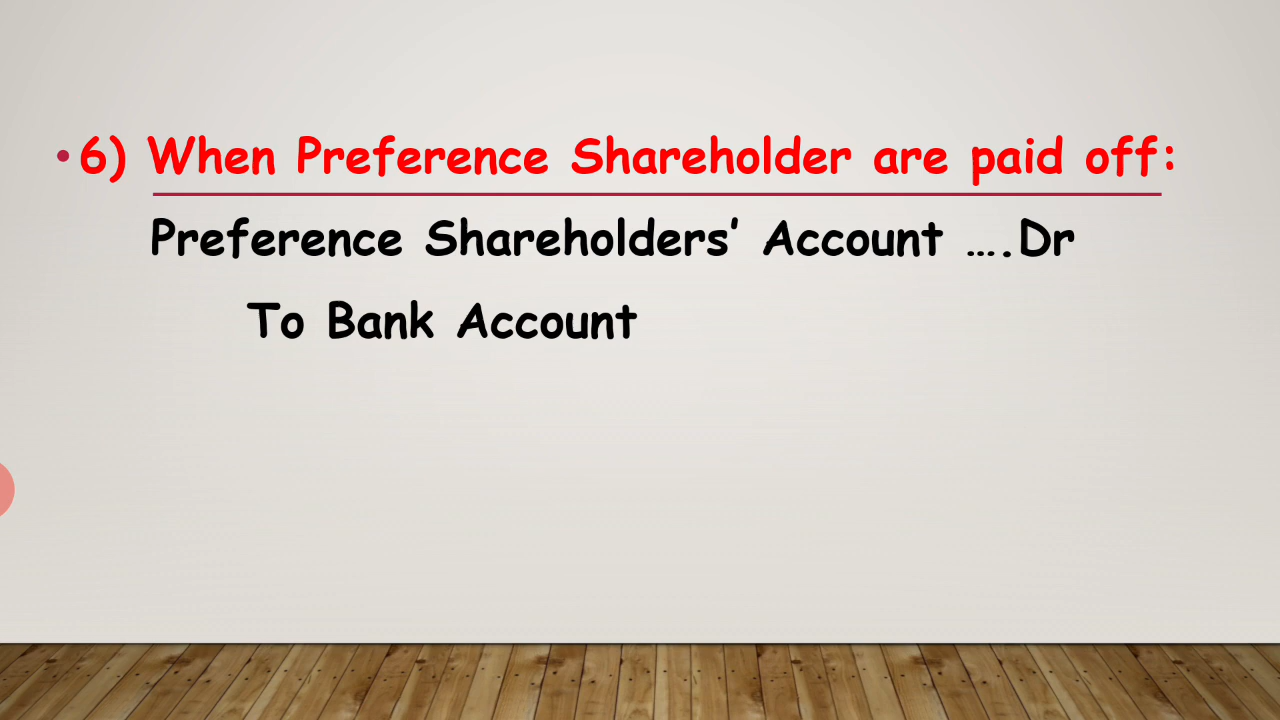 • 6) When Preference Shareholder are paid off:
Preference Shareholders’ Account ….Dr
To Bank Account